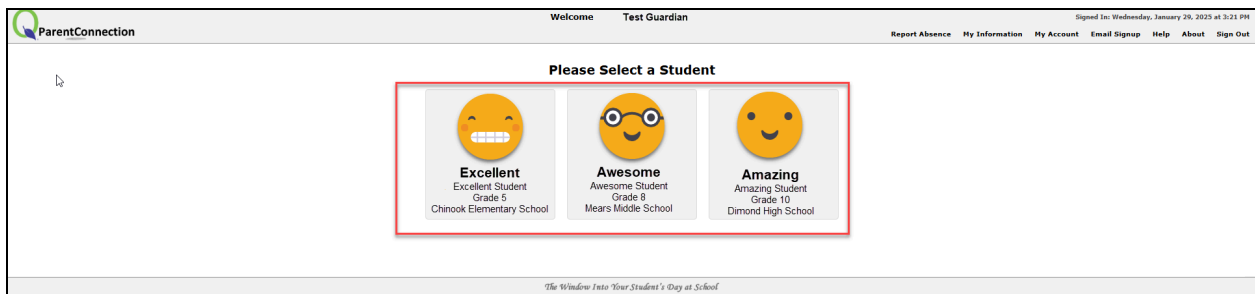 Welcome Test Guardian
Signed In: Wednesday, January 29, 2025 at 3:21 PM
ParentConnection
Report Absence My Information My Account Email Signup Help About Sign Out
Please Select a Student
Excellent
Excellent Student
Grade 5
Chinook Elementary School
Awesome
Awesome Student
Grade 8
Mears Middle School
Amazing
Amazing Student
Grade 10
Dimond High School
The Window Into Your Student's Day at School